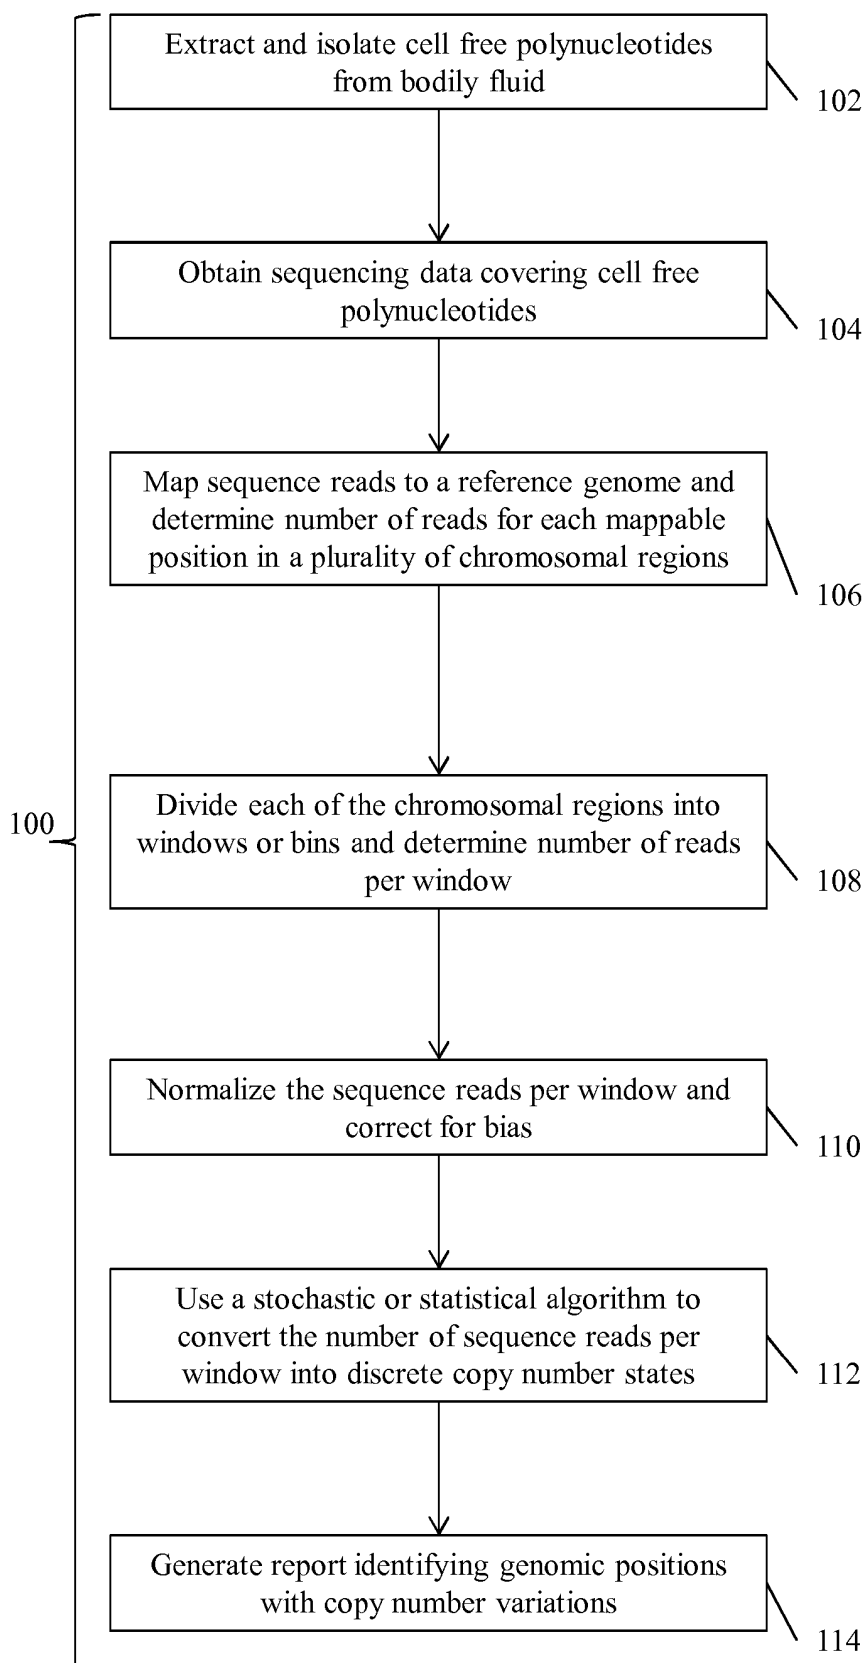 Extract and isolate cell free polynucleotides
from bodily fluid
102
Obtain sequencing data covering cell free
polynucleotides
104
Map sequence reads to a reference genome and
determine number of reads for each mappable
position in a plurality of chromosomal regions
106
100
Divide each of the chromosomal regions into
windows or bins and determine number of reads
per window
108
Normalize the sequence reads per window and
correct for bias
110
Use a stochastic or statistical algorithm to
convert the number of sequence reads per
window into discrete copy number states
112
Generate report identifying genomic positions
with copy number variations
114